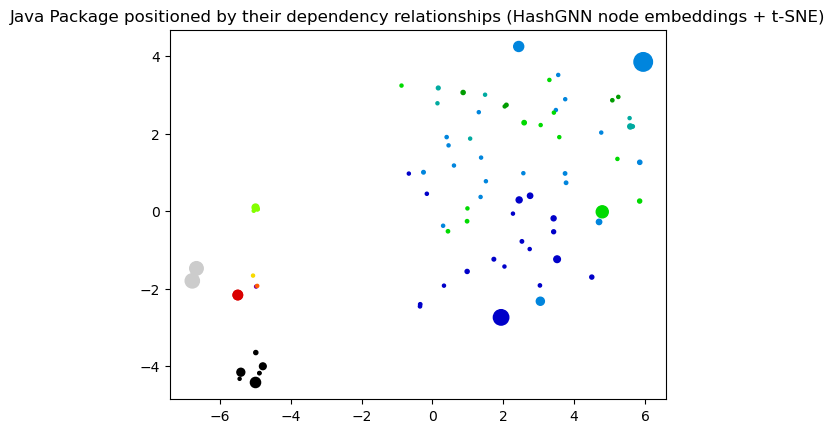 Java Package positioned by their dependency relationships (HashGNN node embeddings + t-SNE)
4
2
0
−2
−4
−6 −4 −2 0 2 4 6